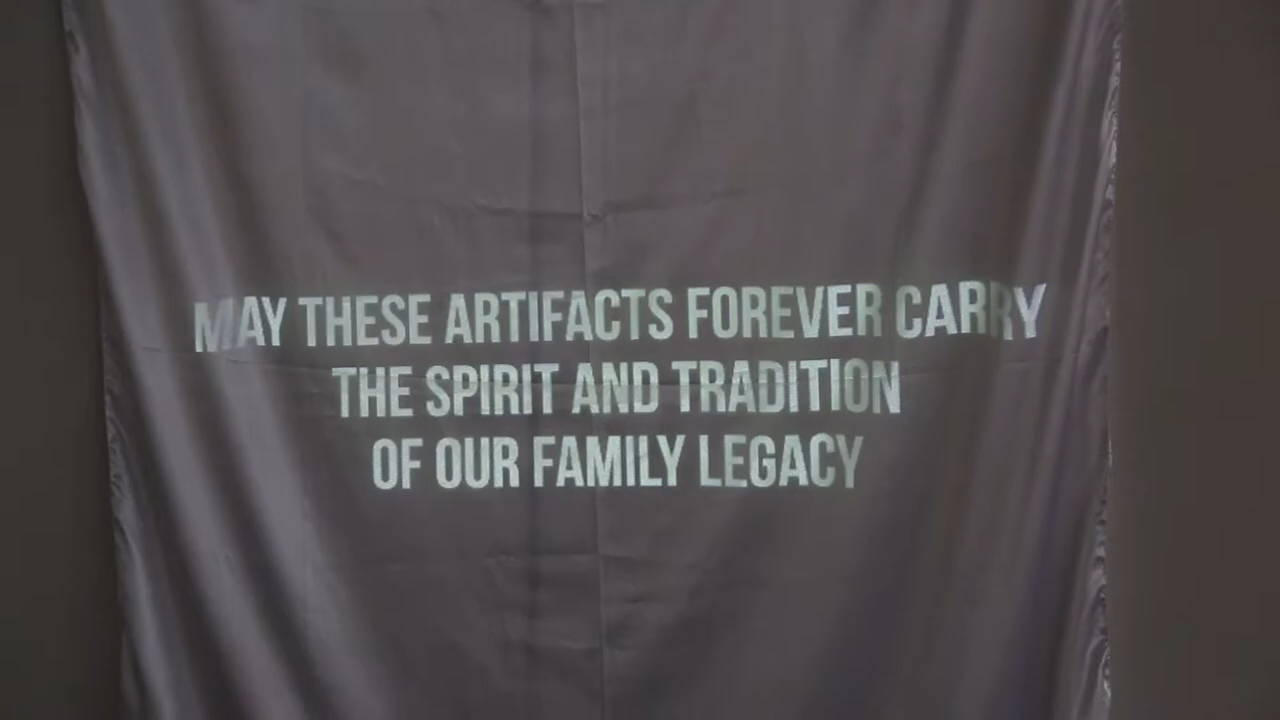 MAY THESE ARTIFACTS FOREVER CARRY
THE SPIRIT AND TRADITION
OF OUR FAMILY LEGACY